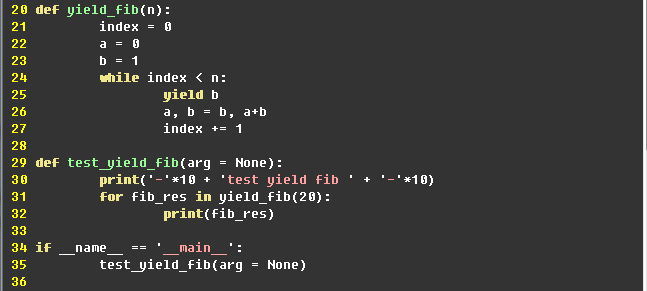 20 def yield_fib(n):
21         index = 0
22         a = 0
23         b = 1
24         while index < n:
25                 yield b
26                 a, b = b, a+b
27                 index += 1
28
29 def test_yield_fib(arg = None):
30         print('-'*10 + 'test yield fib ' + '-'*10)
31         for fib_res in yield_fib(20):
32                 print(fib_res)
33
34 if __name__ == '__main__':
35         test_yield_fib(arg = None)
36